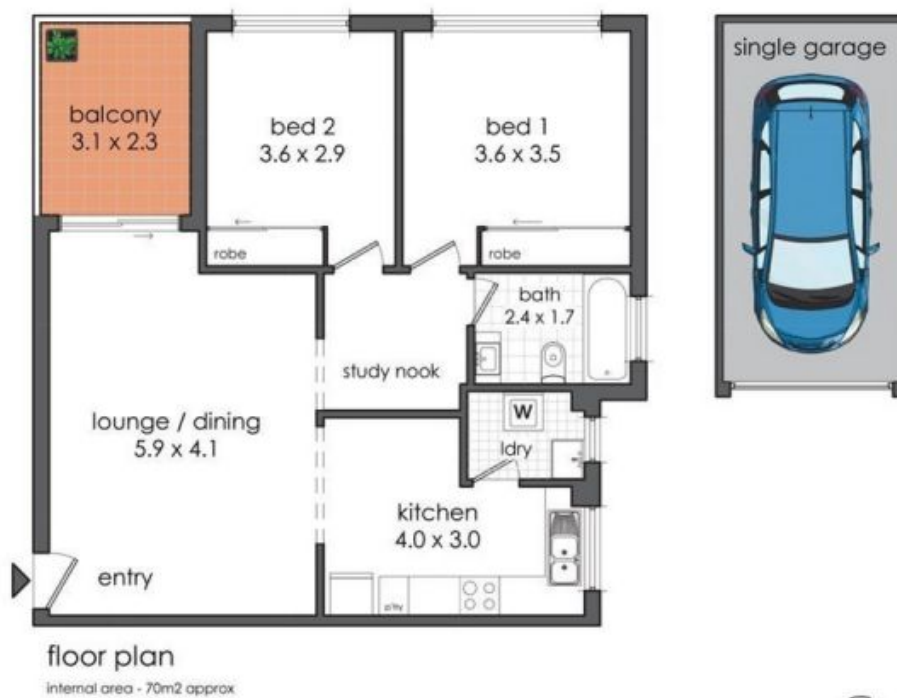 balcony
3.1 x 2.3
bed 2
3.6 x 2.9
bed 1
3.6 x 3.5
single garage
robe
robe
bath
2.4 x 1.7
study nook
lounge / dining
5.9 x 4.1
W
ldry
kitchen
4.0 x 3.0
entry
p'try
floor plan
internal area - 70m2 approx